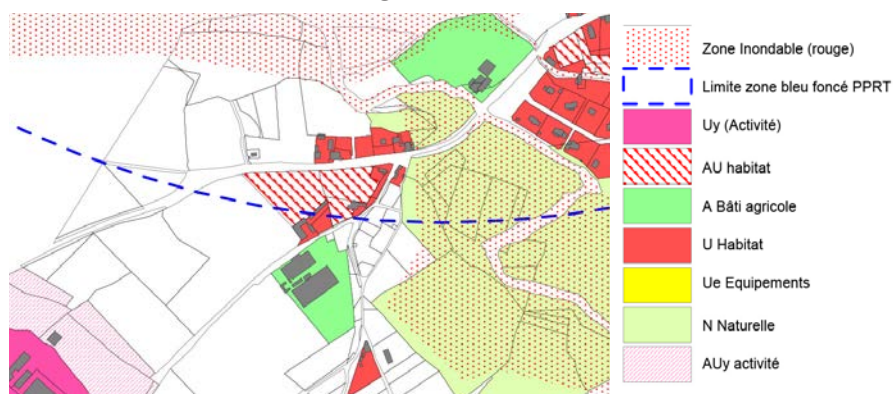 Zone Inondable (rouge)
Limite zone bleu foncé PPRT
Uy (Activité)
AU habitat
A Bâti agricole
U Habitat
Ue Equipements
N Naturelle
AUy activité